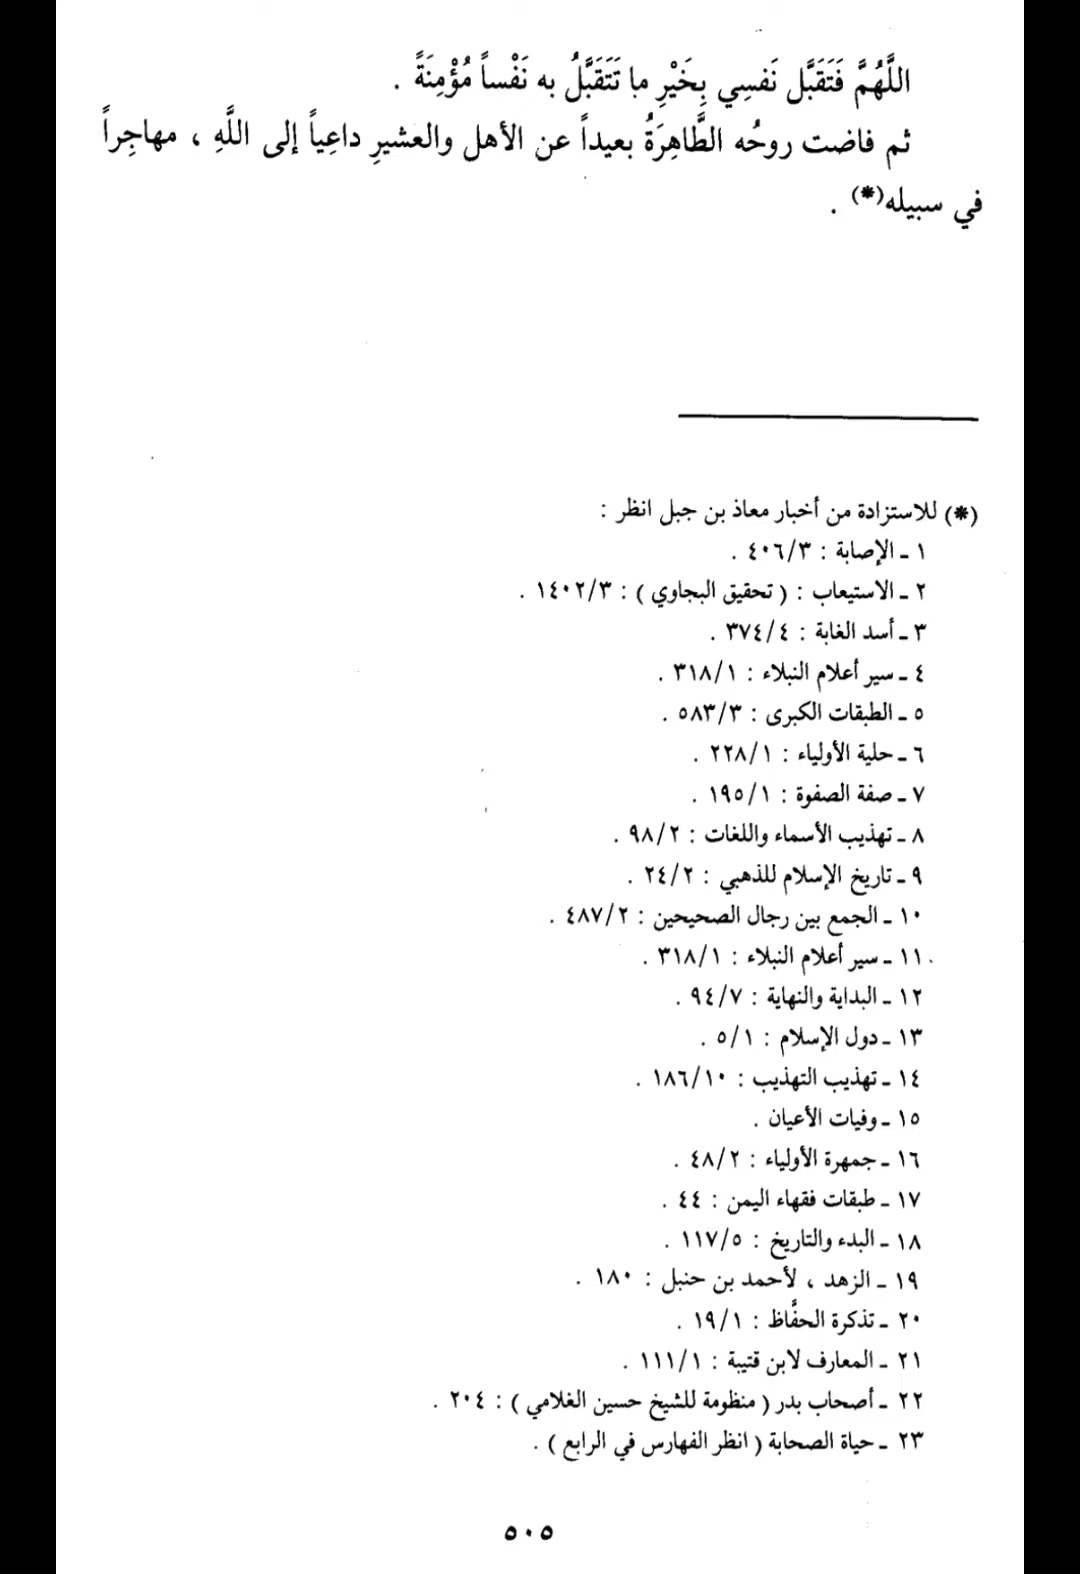 اللَّهُمَّ فَتَقَبَّل نَفسِي بِخَيْرِ ما تَتَقَبَّلُ به نَفْساً مُؤْمِنَةً .
ثم فاضت روحُه الطَّاهِرَةُ بعيداً عن الأهل والعشيرِ داعِياً إلى اللَّهِ ، مهاجِراً
في سبيله(*) .
(*) للاستزادة من أخبار معاذ بن جبل انظر :
١ ـ الإصابة : ٤٠٦/٣ .
٢ ـ الاستيعاب : ( تحقيق البجاوي ) : ١٤٠٢/٣ .
٣ ـ أسد الغابة : ٣٧٤/٤ .
٤ ـ سير أعلام النبلاء : ٣١٨/١ .
٥ ـ الطبقات الكبرى : ٥٨٣/٣ .
٦ ـ حلية الأولياء : ٢٢٨/١ .
٧ ـ صفة الصفوة : ١٩٥/١ .
٨ ـ تهذيب الأسماء واللغات : ٩٨/٢ .
٩ ـ تاريخ الإسلام للذهبي : ٢٤/٢ .
١٠ ـ الجمع بين رجال الصحيحين : ٤٨٧/٢ .
١١ ـ سير أعلام النبلاء : ٣١٨/١ .
١٢ ـ البداية والنهاية : ٩٤/٧ .
١٣ ـ دول الإسلام : ٥/١ .
١٤ ـ تهذيب التهذيب : ١٨٦/١٠ .
١٥ ـ وفيات الأعيان .
١٦ ـ جمهرة الأولياء : ٤٨/٢ .
١٧ ـ طبقات فقهاء اليمن : ٤٤ .
١٨ ـ البدء والتاريخ : ١١٧/٥ .
١٩ ـ الزهد ، لأحمد بن حنبل : ١٨٠ .
٢٠ ـ تذكرة الحفَّاظ : ١٩/١ .
٢١ ـ المعارف لابن قتيبة : ١١١/١ .
٢٢ ـ أصحاب بدر ( منظومة للشيخ حسين الغلامي ) : ٢٠٤ .
٢٣ ـ حياة الصحابة ( انظر الفهارس في الرابع ) .
٥٠٥